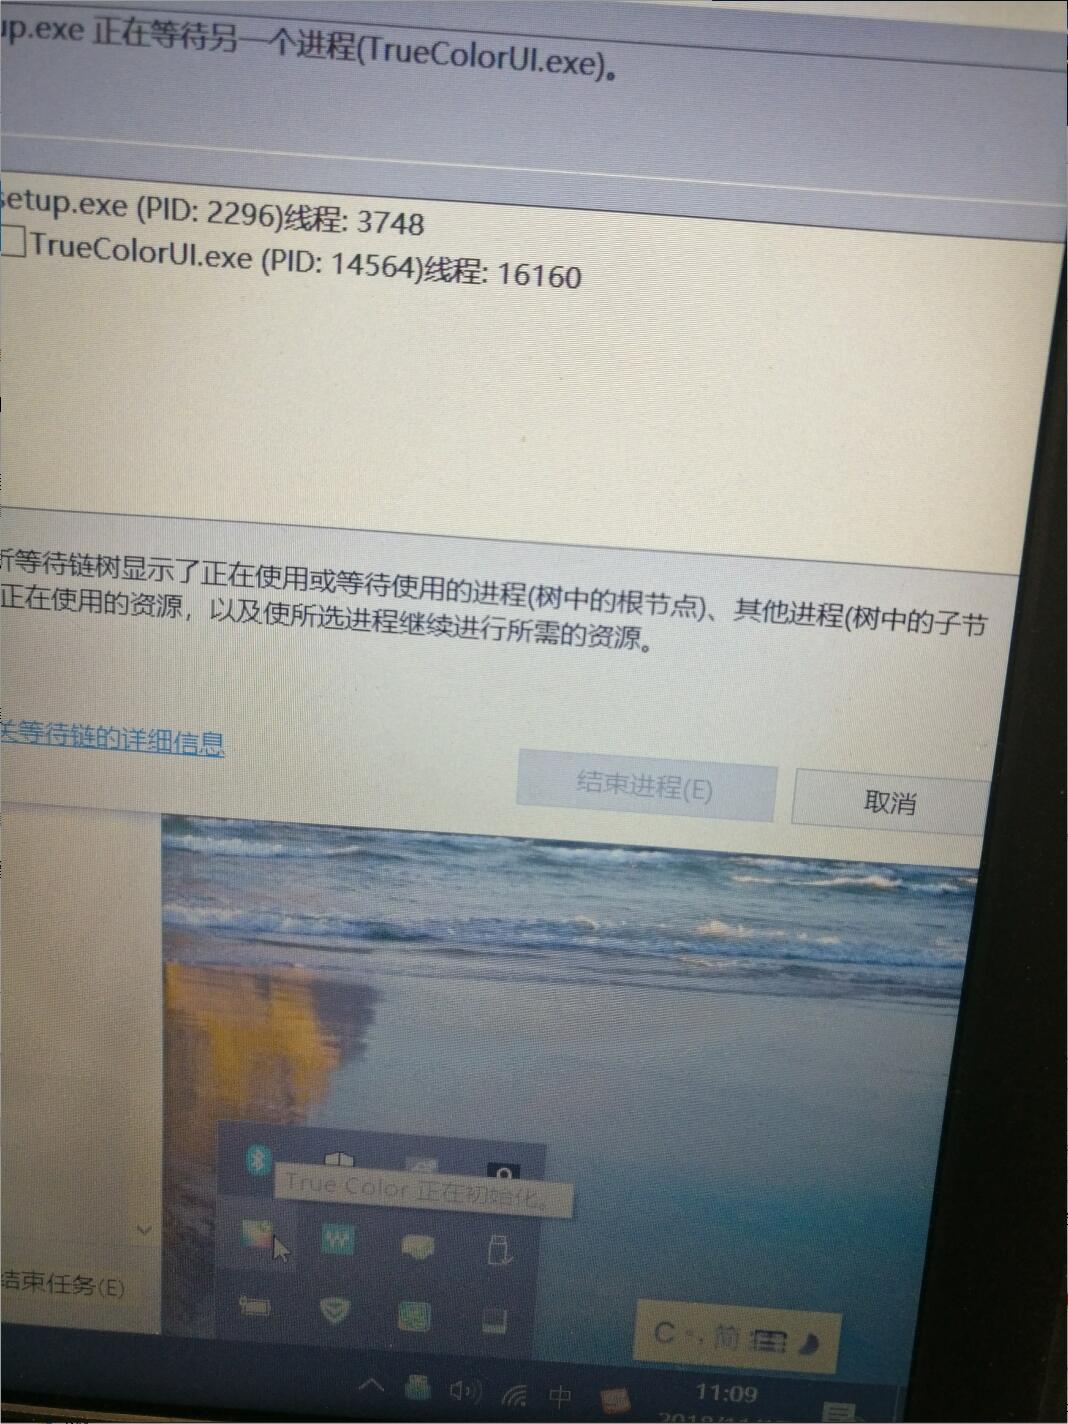 up.exe 正在等待另一个进程(TrueColorUI.exe)。
setup.exe (PID: 2296)线程: 3748
TrueColorUI.exe (PID: 14564)线程: 16160
析等待链树显示了正在使用或等待使用的进程(树中的根节点)、其他进程(树中的子节
正在使用的资源，以及使所选进程继续进行所需的资源。
关等待链的详细信息
结束进程(E)
取消
True Color 正在初始化。
结束任务(E)
C 简
中
11:09